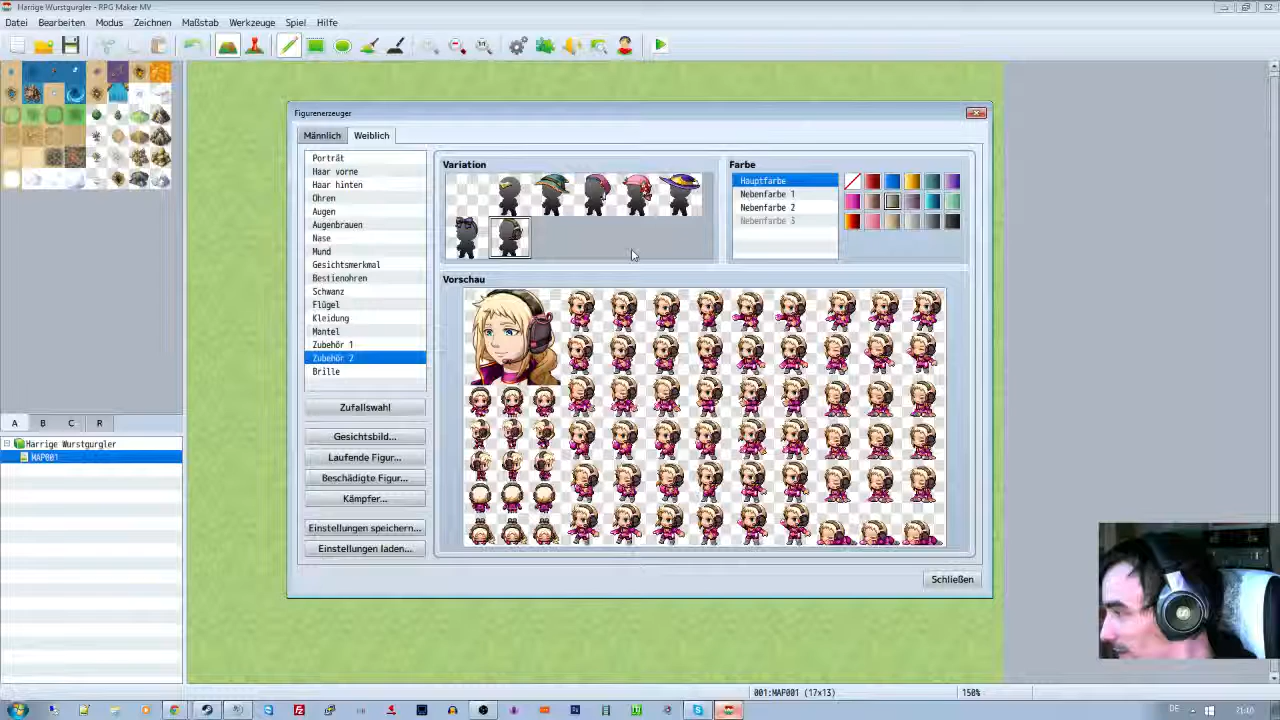 Harrige Wurstgurgler - RPG Maker MV
Datei Bearbeiten Modus Zeichnen Maßstab Werkzeuge Spiel Hilfe
Figurenerzeuger
Männlich Weiblich
Porträt
Haar vorne
Haar hinten
Ohren
Augen
Augenbrauen
Nase
Mund
Gesichtsmerkmal
Bestienohren
Schwanz
Flügel
Kleidung
Mantel
Zubehör 1
Zubehör 2
Brille
Variation
Farbe
Hauptfarbe
Nebenfarbe 1
Nebenfarbe 2
Nebenfarbe 3
Vorschau
Zufallswahl
Gesichtsbild...
Laufende Figur...
Beschädigte Figur...
Kämpfer...
Einstellungen speichern...
Einstellungen laden...
Schließen
A B C R
Harrige Wurstgurgler
MAP001
001:MAP001 (17x13) 150%
DE